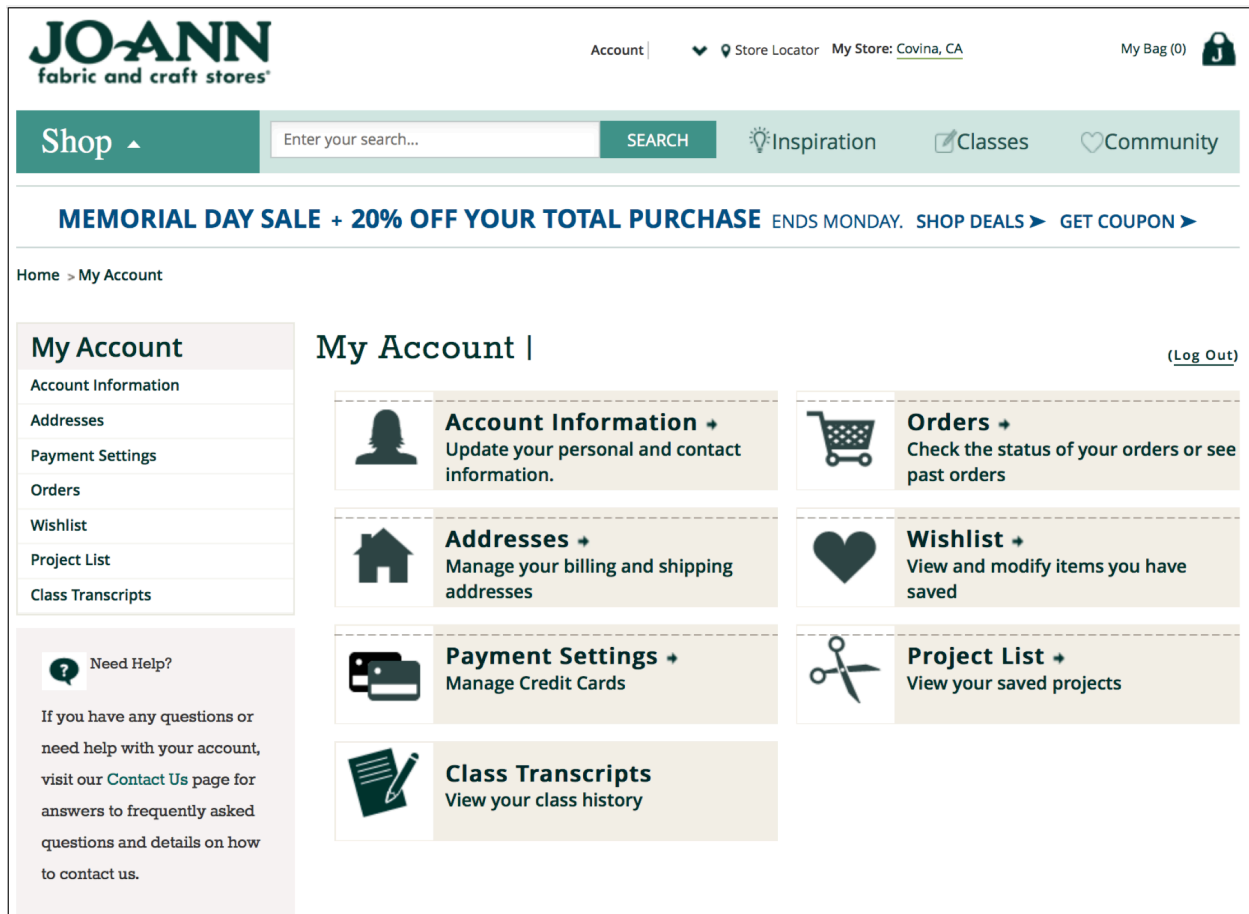 JO-ANN
fabric and craft stores®
Account
Store Locator
My Store: Covina, CA
My Bag (0)
J
Shop
Enter your search...
SEARCH
Inspiration
Classes
Community
MEMORIAL DAY SALE + 20% OFF YOUR TOTAL PURCHASE ENDS MONDAY. SHOP DEALS ➤ GET COUPON ➤
Home > My Account
My Account
Account Information
Addresses
Payment Settings
Orders
Wishlist
Project List
Class Transcripts
? Need Help?
If you have any questions or
need help with your account,
visit our Contact Us page for
answers to frequently asked
questions and details on how
to contact us.
My Account |
(Log Out)
Account Information →
Update your personal and contact
information.
Orders →
Check the status of your orders or see
past orders
Addresses →
Manage your billing and shipping
addresses
Wishlist →
View and modify items you have
saved
Payment Settings →
Manage Credit Cards
Project List →
View your saved projects
Class Transcripts
View your class history